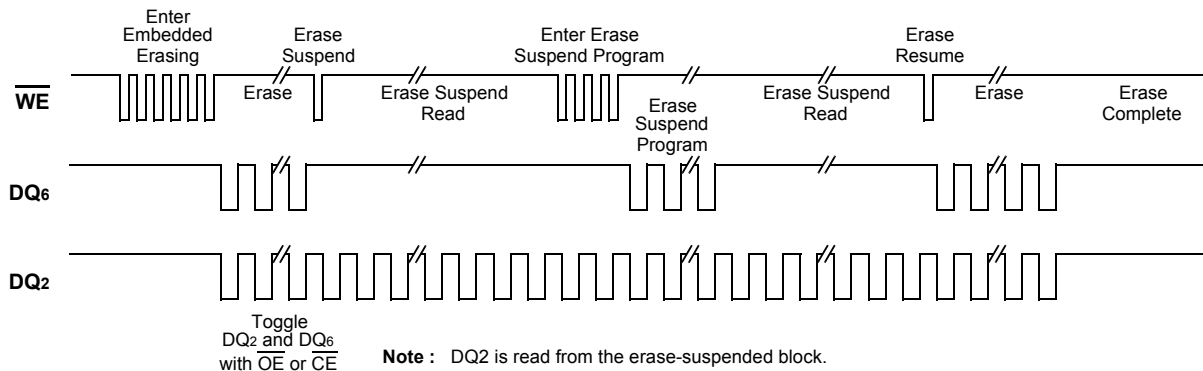 Enter
Embedded
Erasing
Erase
Suspend
Enter Erase
Suspend Program
Erase
Resume
WE
Erase
Erase Suspend
Read
Erase
Suspend
Program
Erase Suspend
Read
Erase
Erase
Complete
DQ6
DQ2
Toggle
DQ2 and DQ6
with OE or CE
Note : DQ2 is read from the erase-suspended block.